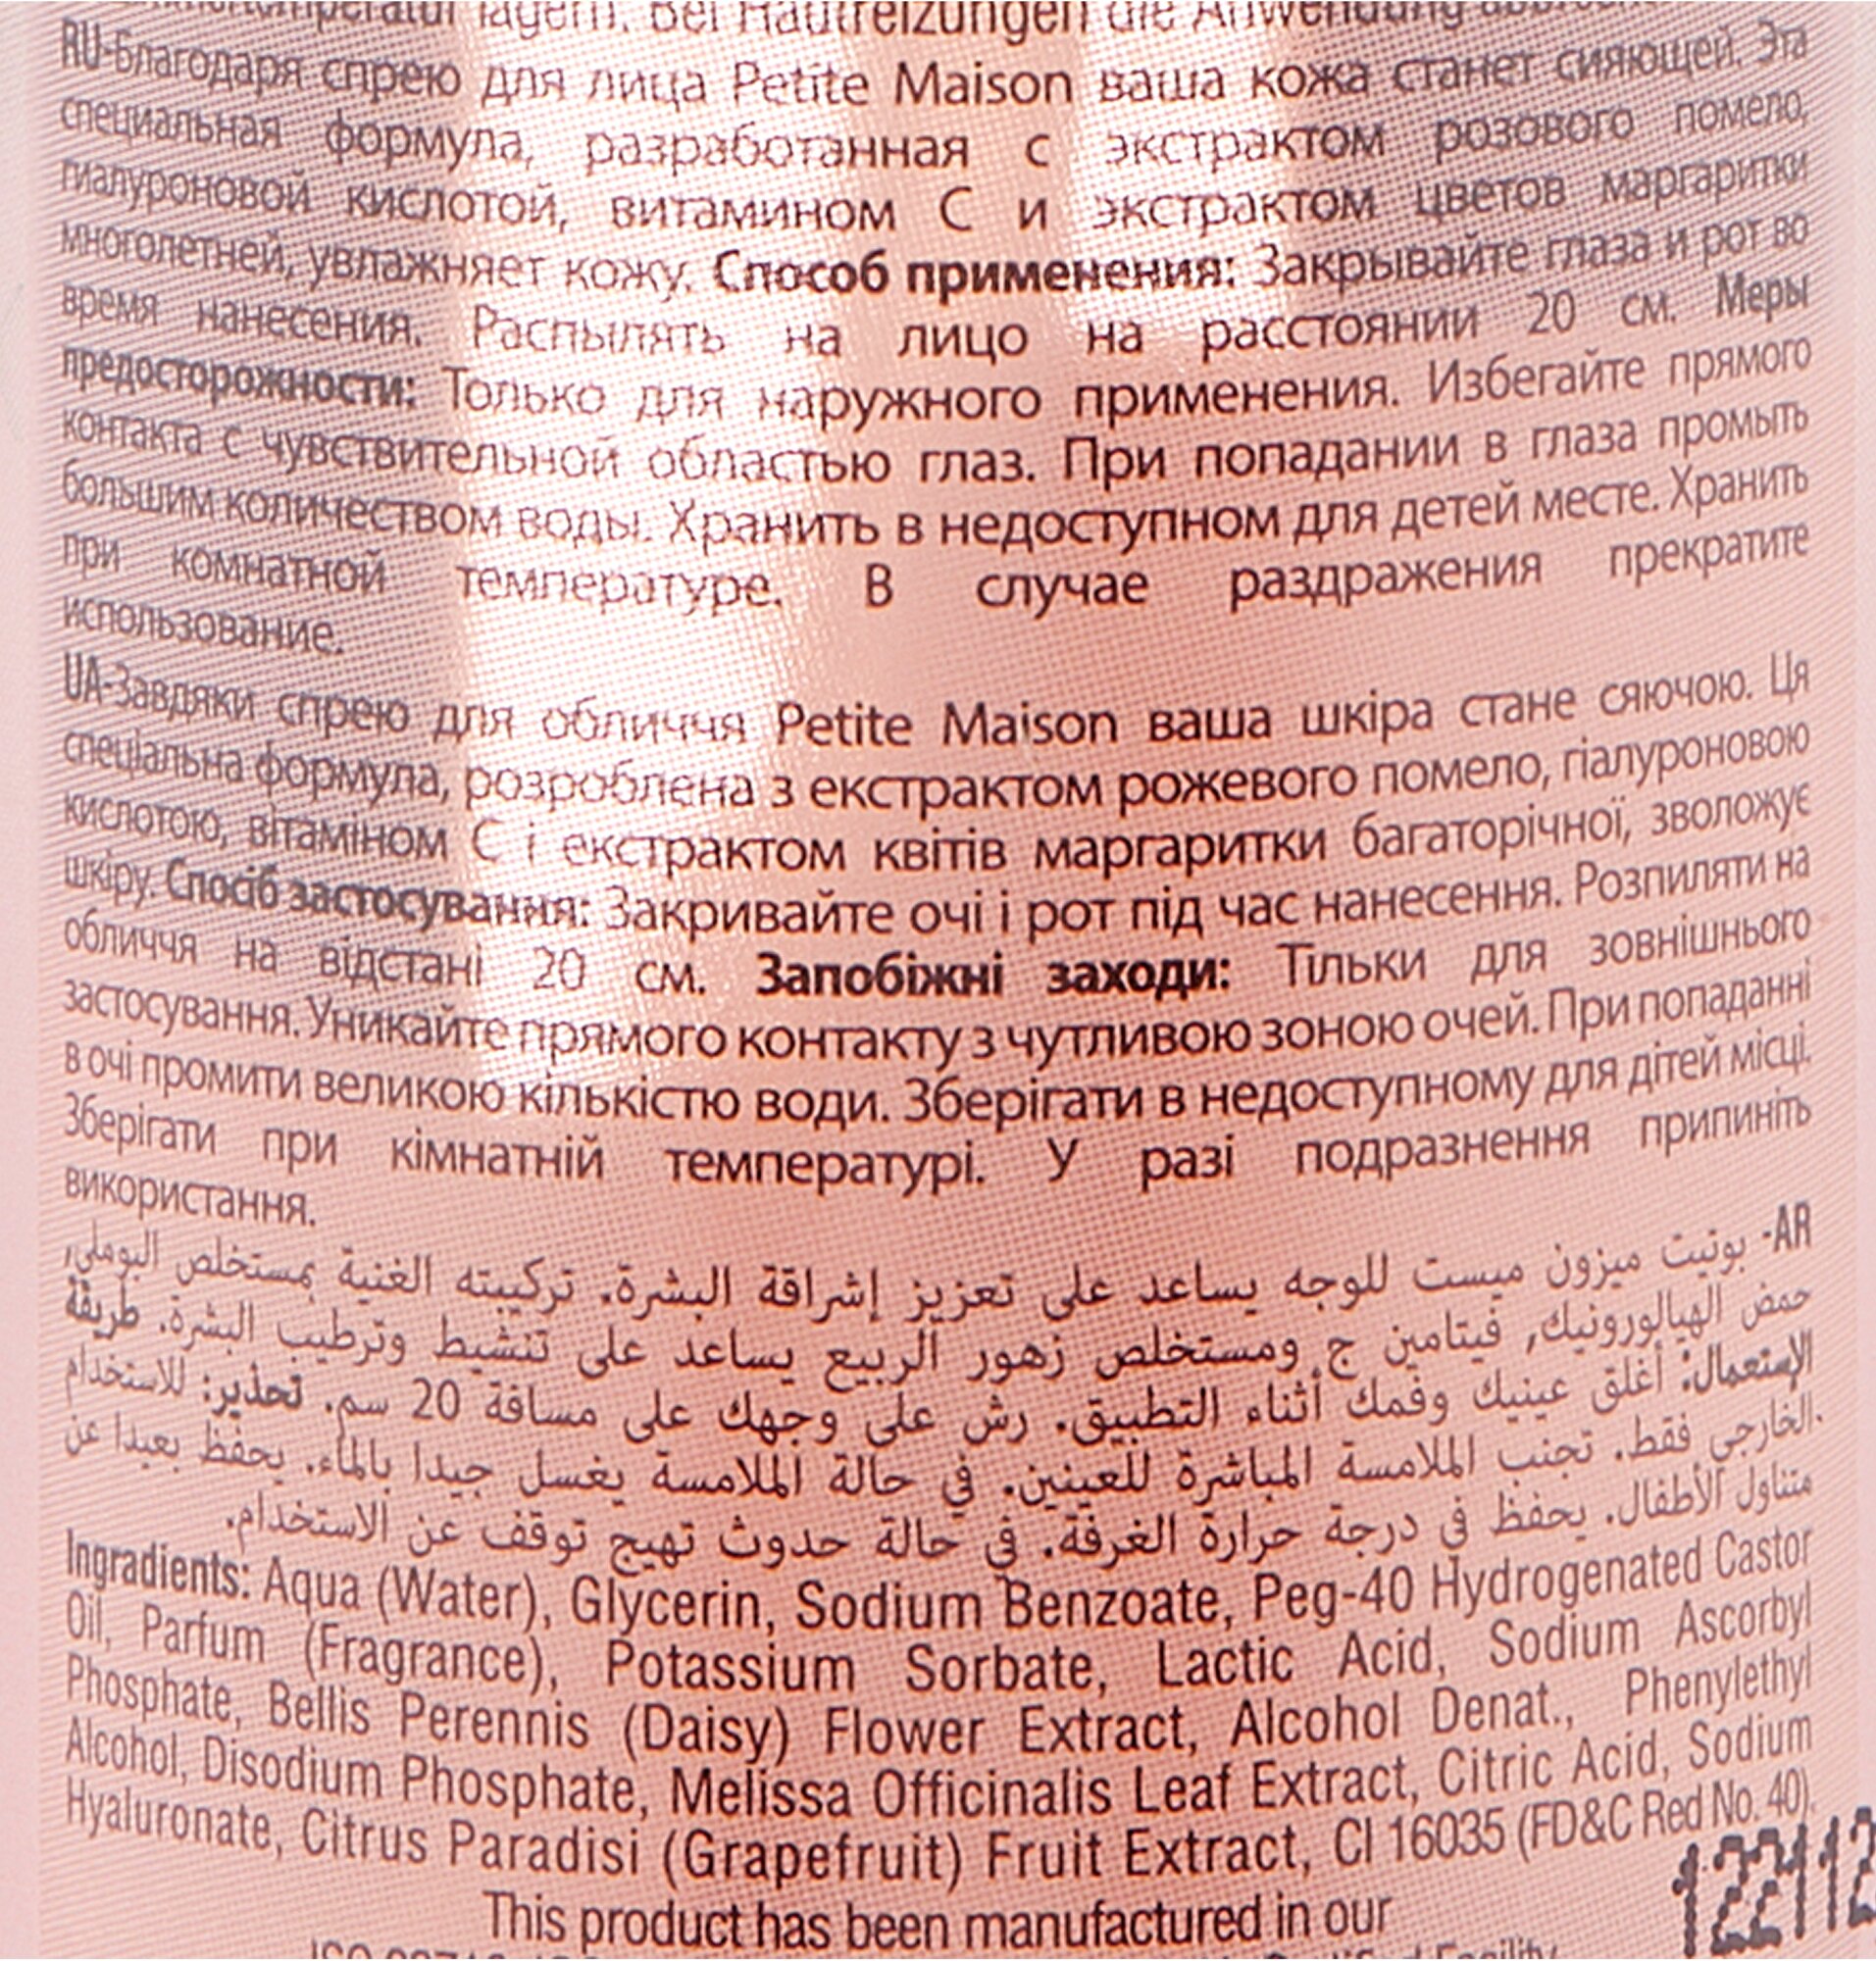 lagern. Bei Hautreizungen die Anwendung
RU-Благодаря спрею для лица Petite Maison ваша кожа станет сияющей. Эта
специальная формула, разработанная с экстрактом розового помело,
гиалуроновой кислотой, витамином C и экстрактом цветов маргаритки
многолетней, увлажняет кожу. Способ применения: Закрывайте глаза и рот во
время нанесения. Распылять на лицо на расстоянии 20 см. Меры
предосторожности: Только для наружного применения. Избегайте прямого
контакта с чувствительной областью глаз. При попадании в глаза промыть
большим количеством воды. Хранить в недоступном для детей месте. Хранить
при комнатной температуре. В случае раздражения прекратите
использование.
UA-Завдяки спрею для обличчя Petite Maison ваша шкіра стане сяючою. Ця
спеціальна формула, розроблена з екстрактом рожевого помело, гіалуроновою
кислотою, вітаміном C і екстрактом квітів маргаритки багаторічної, зволожує
шкіру. Спосіб застосування: Закривайте очі і рот під час нанесення. Розпиляти на
обличчя на відстані 20 см. Запобіжні заходи: Тільки для зовнішнього
застосування. Уникайте прямого контакту з чутливою зоною очей. При попаданні
в очі промити великою кількістю води. Зберігати в недоступному для дітей місці.
Зберігати при кімнатній температурі. У разі подразнення припиніть
використання.
AR- بوتيت ميزون ميست للوجه يساعد على تعزيز إشراقة البشرة. تركيبته الغنية بمستخلص البوملي,
حمض الهيالورونيك, فيتامين ج ومستخلص زهور الربيع يساعد على تنشيط وترطيب البشرة. طريقة
الإستعمال: أغلق عينيك وفمك أثناء التطبيق. رش على وجهك على مسافة 20 سم. تحذير: للاستخدام
الخارجي فقط. تجنب الملامسة المباشرة للعينين. في حالة الملامسة يغسل جيدا بالماء. يحفظ بعيدا عن
متناول الأطفال. يحفظ في درجة حرارة الغرفة. في حالة حدوث تهيج توقف عن الاستخدام.
Ingredients: Aqua (Water), Glycerin, Sodium Benzoate, Peg-40 Hydrogenated Castor
Oil, Parfum (Fragrance), Potassium Sorbate, Lactic Acid, Sodium Ascorbyl
Phosphate, Bellis Perennis (Daisy) Flower Extract, Alcohol Denat., Phenylethyl
Alcohol, Disodium Phosphate, Melissa Officinalis Leaf Extract, Citric Acid, Sodium
Hyaluronate, Citrus Paradisi (Grapefruit) Fruit Extract, CI 16035 (FD&C Red No. 40).
122112
This product has been manufactured in our